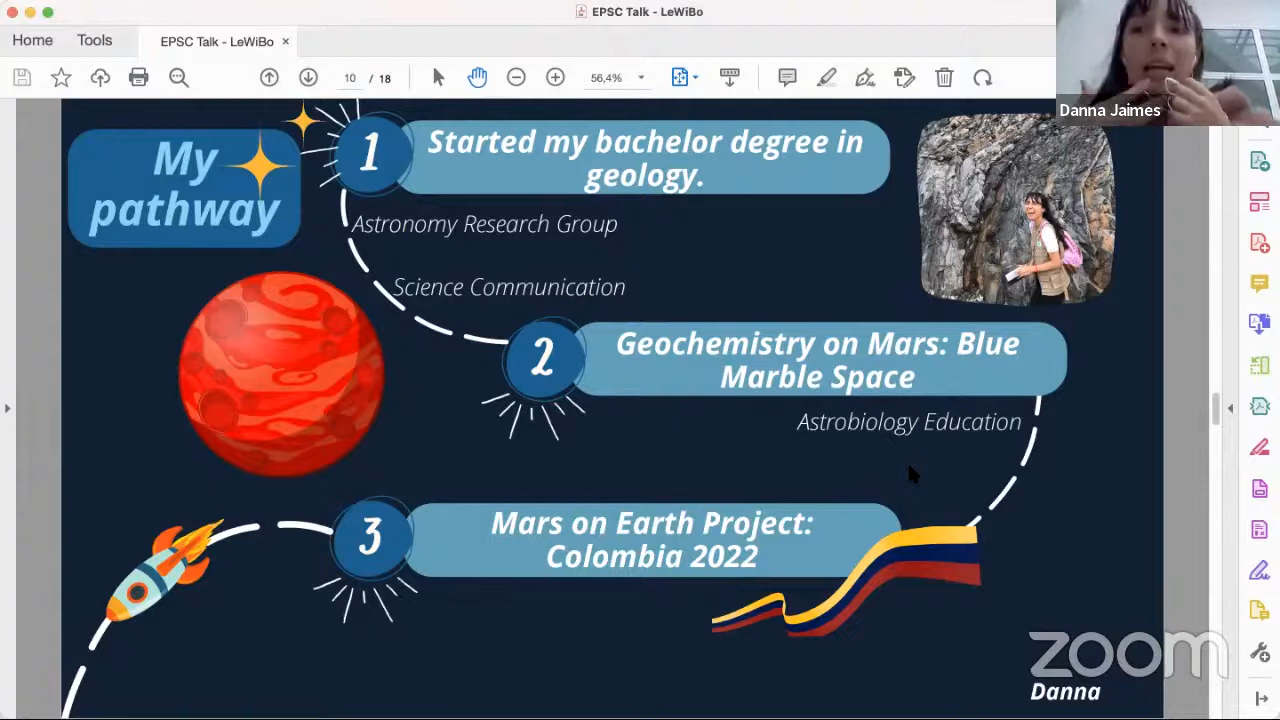 EPSC Talk - LeWiBo
Home
Tools
EPSC Talk - LeWiBo ×
10 / 18
56,4%
Danna Jaimes
My
pathway
1
Started my bachelor degree in
geology.
Astronomy Research Group
Science Communication
2
Geochemistry on Mars: Blue
Marble Space
Astrobiology Education
3
Mars on Earth Project:
Colombia 2022
zoom
Danna